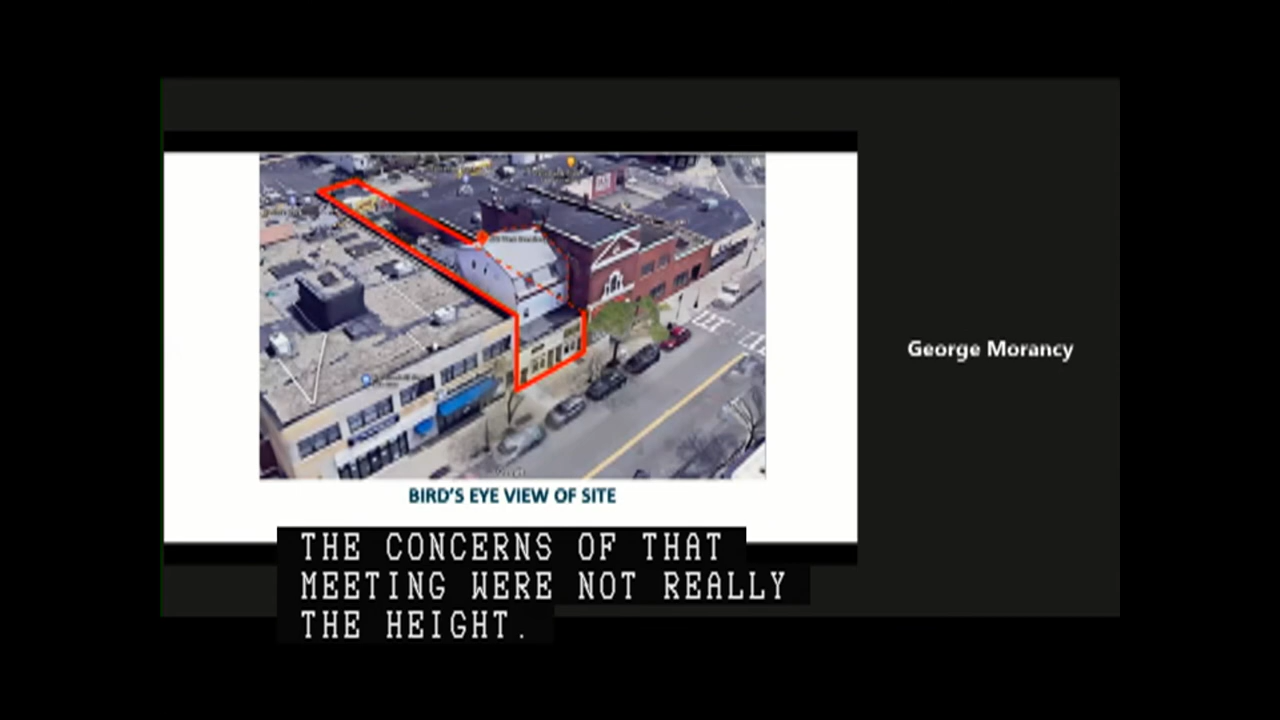 George Morancy
BIRD'S EYE VIEW OF SITE
THE CONCERNS OF THAT
MEETING WERE NOT REALLY
THE HEIGHT.